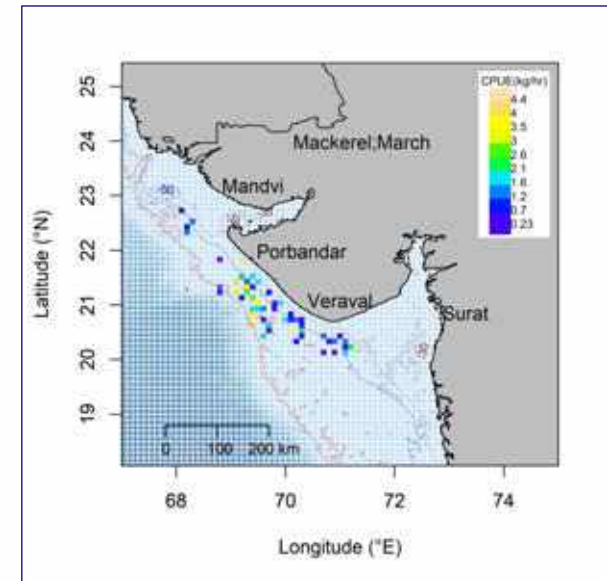 25
24
23
22
21
20
19
Latitude (°N)
CPUE(kg/hr)
4.4
4
3.5
3
2.6
2.1
1.6
1.2
0.7
0.23
Mackerel;March
Mandvi
Porbandar
Veraval
Surat
-50
0 100 200 km
68 70 72 74
Longitude (°E)